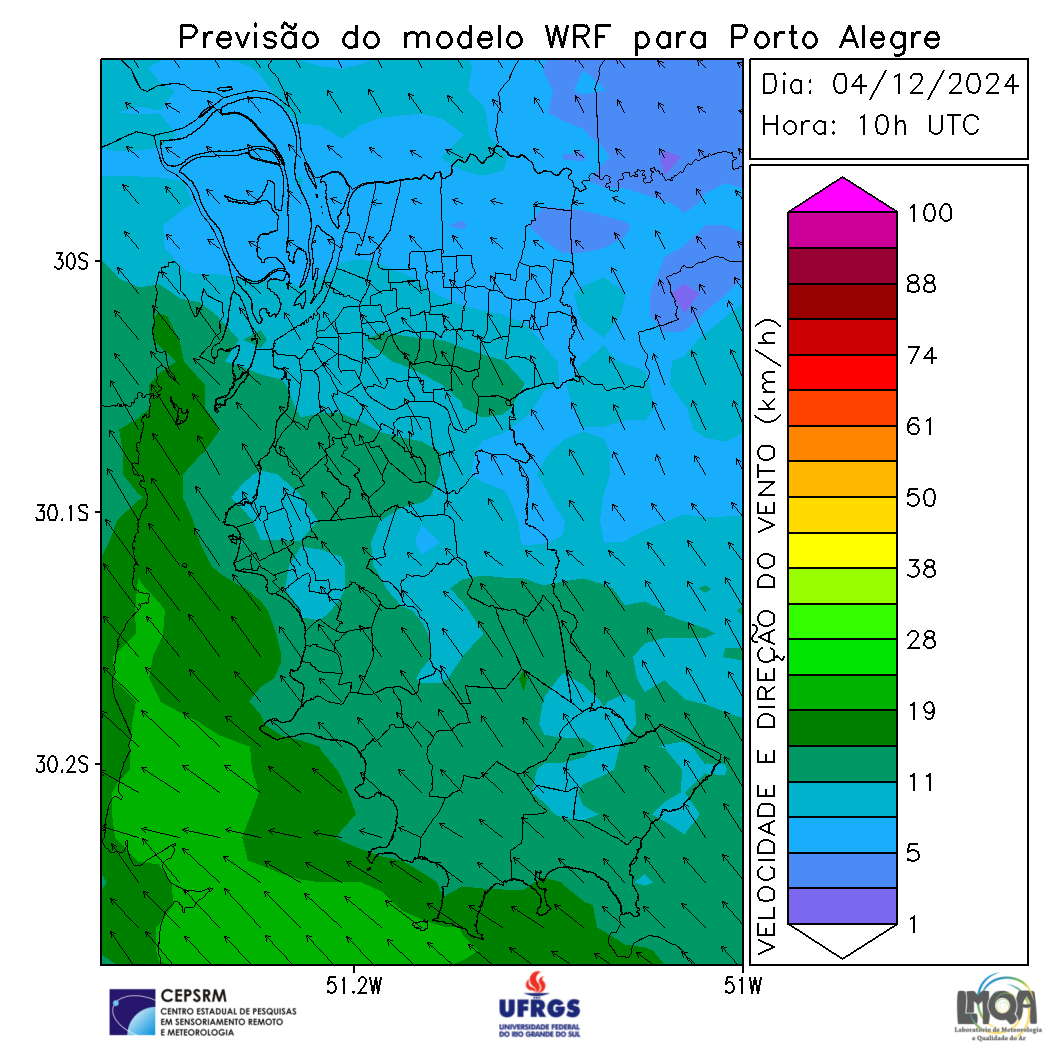 Previsão do modelo WRF para Porto Alegre
Dia: 04/12/2024
Hora: 10h UTC
30S
30.1S
30.2S
51.2W
51W
VELOCIDADE E DIREÇÃO DO VENTO (km/h)
100
88
74
61
50
38
28
19
11
5
1
CEPSRM
CENTRO ESTADUAL DE PESQUISAS
EM SENSORIAMENTO REMOTO
E METEOROLOGIA
UFRGS
UNIVERSIDADE FEDERAL
DO RIO GRANDE DO SUL
LMQA
Laboratório de Meteorologia
e Qualidade do Ar